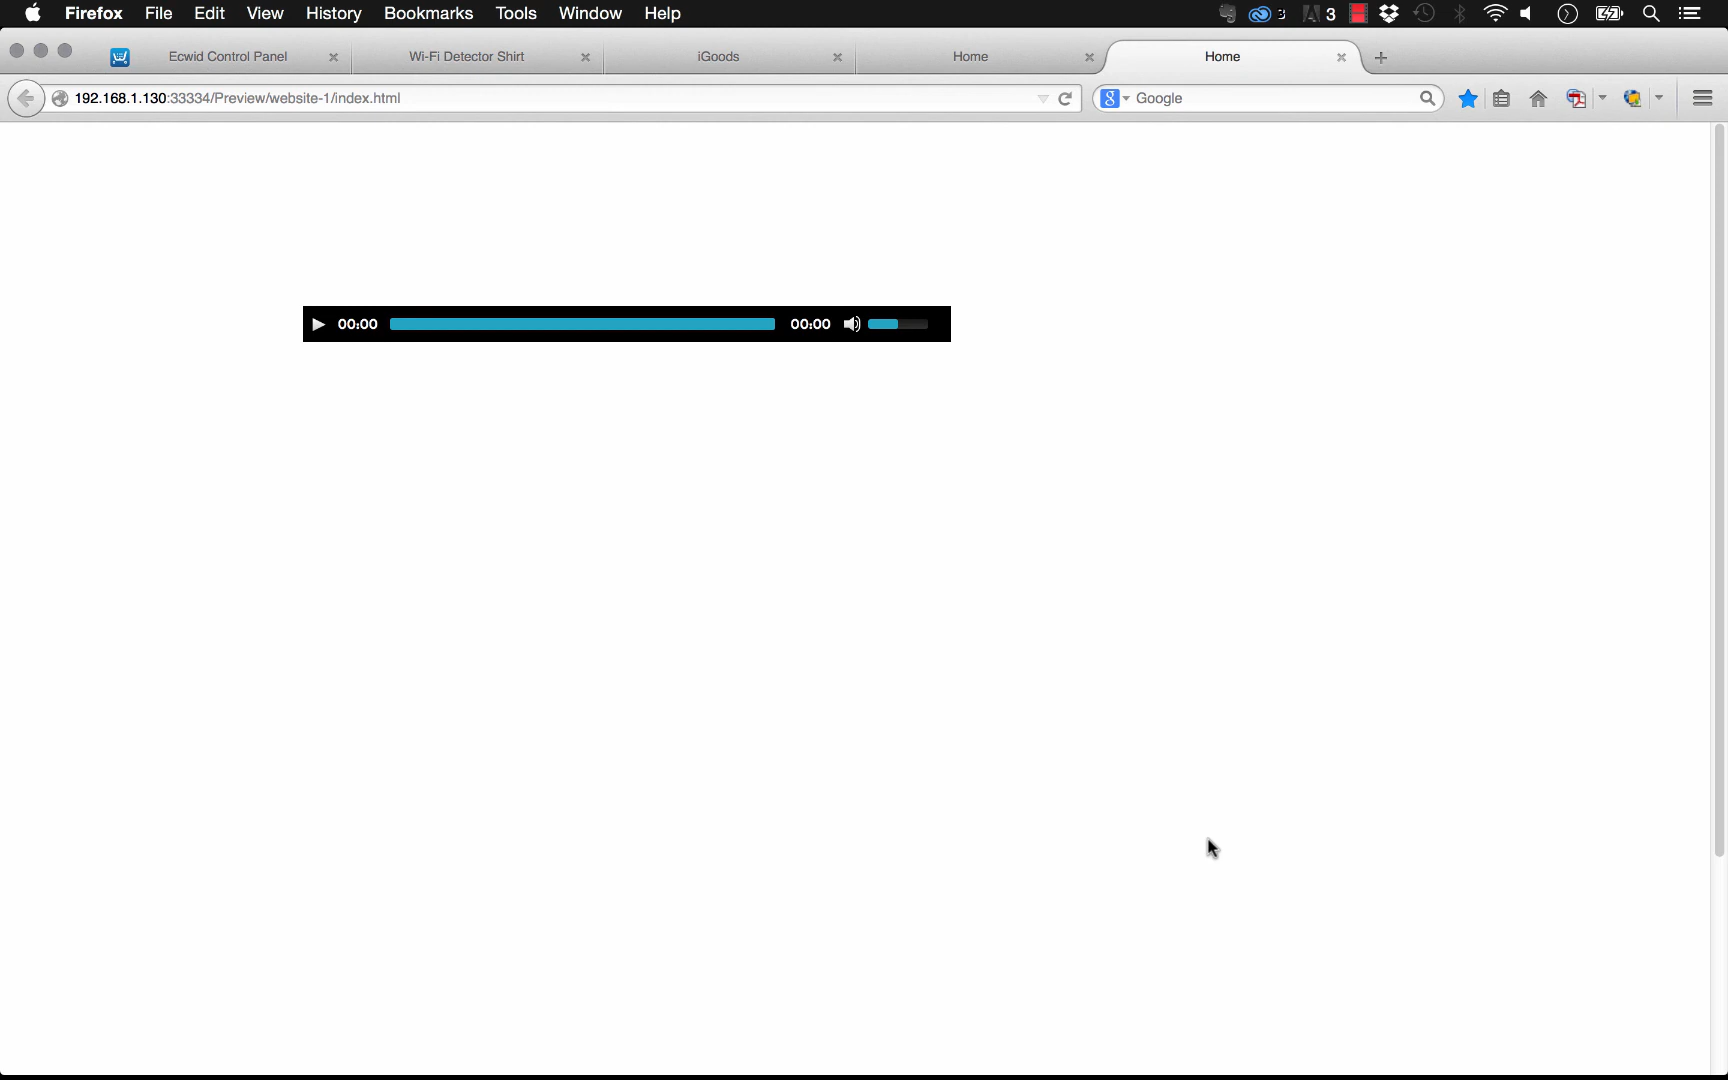 Firefox File Edit View History Bookmarks Tools Window Help 3 3
Ecwid Control Panel Wi-Fi Detector Shirt iGoods Home Home
192.168.1.130:33334/Preview/website-1/index.html Google
00:00 00:00